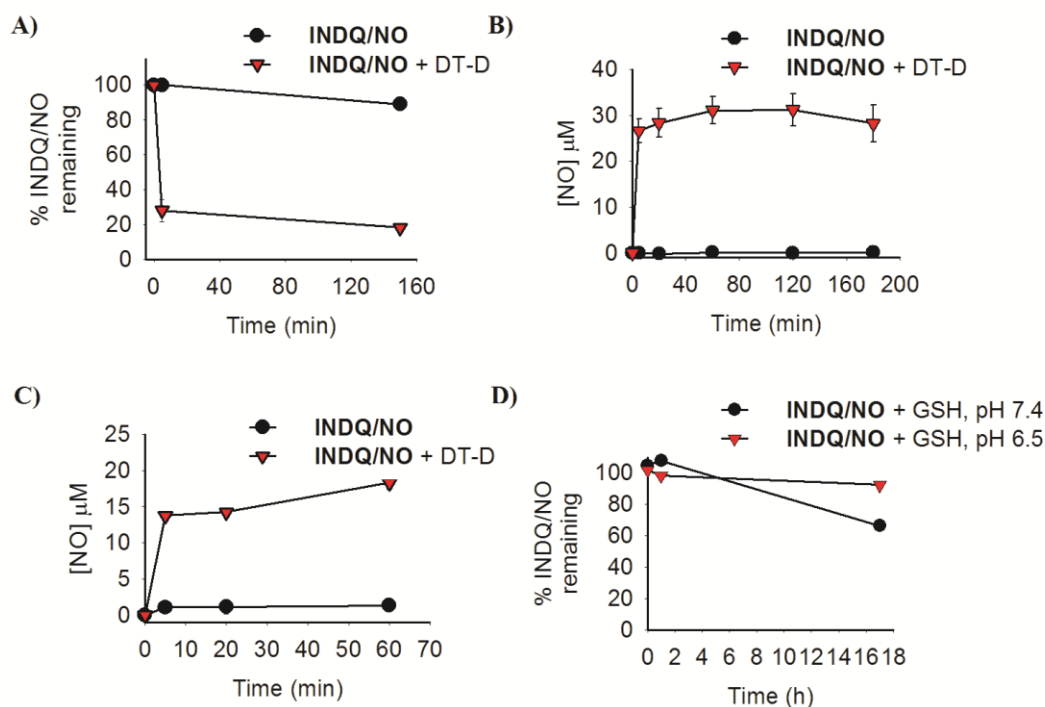 A)
INDQ/NO
INDQ/NO + DT-D
% INDQ/NO
remaining
100
80
60
40
20
0
0 40 80 120 160
Time (min)
B)
INDQ/NO
INDQ/NO + DT-D
[NO] μM
40
30
20
10
0
0 40 80 120 160 200
Time (min)
C)
INDQ/NO
INDQ/NO + DT-D
[NO] μM
25
20
15
10
5
0
0 10 20 30 40 50 60 70
Time (min)
D)
INDQ/NO + GSH, pH 7.4
INDQ/NO + GSH, pH 6.5
% INDQ/NO
remaining
100
80
60
40
20
0
0 2 4 6 8 10 12 14 16 18
Time (h)